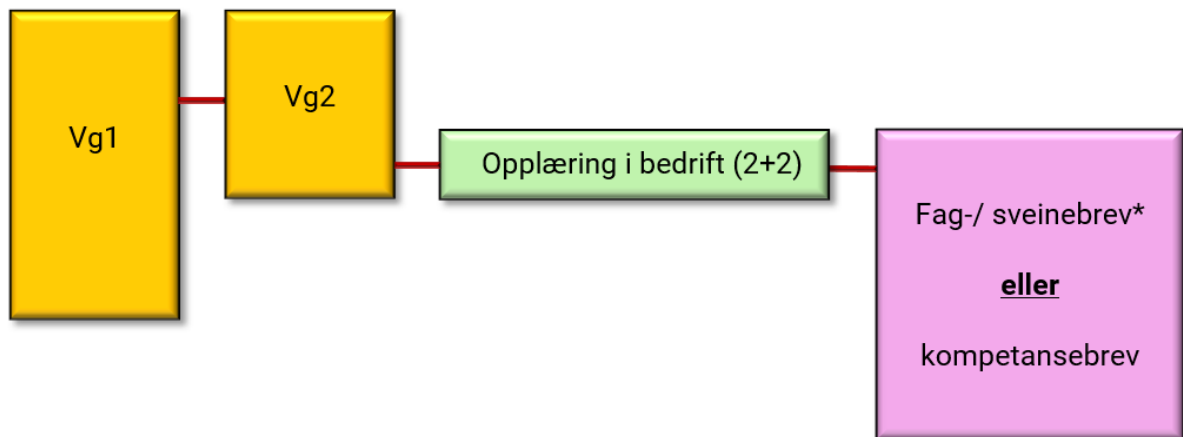 Vg1
Vg2
Opplæring i bedrift (2+2)
Fag-/ sveinebrev*
eller
kompetansebrev